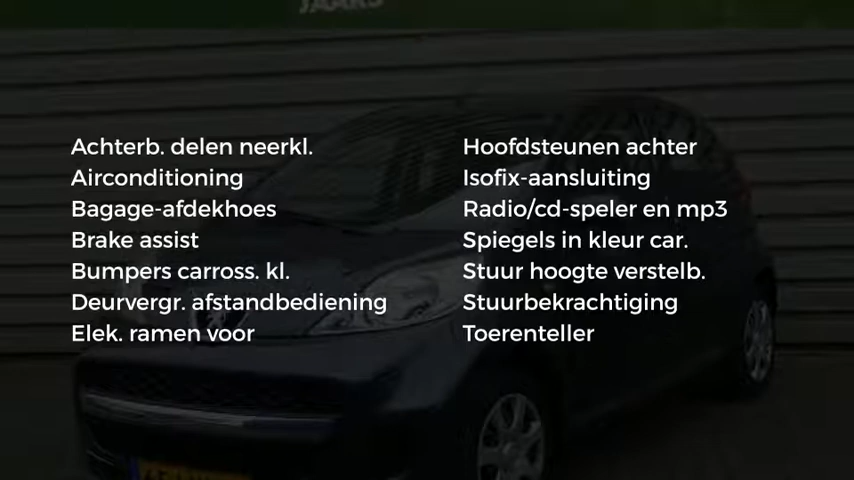 Achterb. delen neerkl.
Airconditioning
Bagage-afdekhoes
Brake assist
Bumpers carross. kl.
Deurvergr. afstandbediening
Elek. ramen voor
Hoofdsteunen achter
Isofix-aansluiting
Radio/cd-speler en mp3
Spiegels in kleur car.
Stuur hoogte verstelb.
Stuurbekrachtiging
Toerenteller